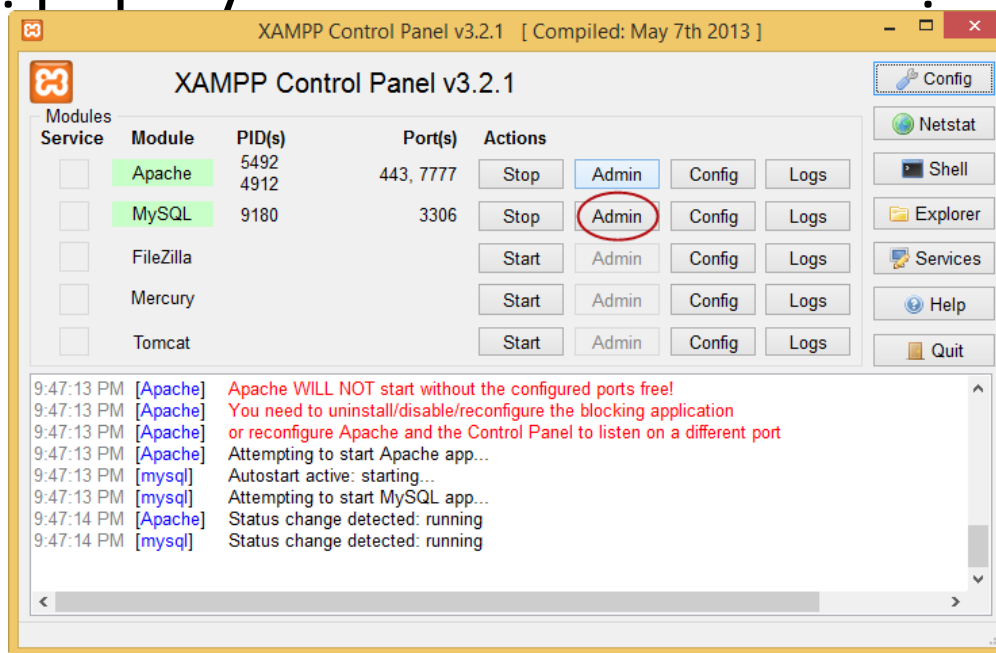 XAMPP Control Panel v3.2.1 [ Compiled: May 7th 2013 ]
XAMPP Control Panel v3.2.1
Config
Modules
Netstat
Service Module PID(s) Port(s) Actions
Apache 5492 4912 443, 7777 Stop Admin Config Logs
Shell
MySQL 9180 3306 Stop Admin Config Logs
Explorer
FileZilla Start Admin Config Logs
Services
Mercury Start Admin Config Logs
Help
Tomcat Start Admin Config Logs
Quit
9:47:13 PM [Apache] Apache WILL NOT start without the configured ports free!
9:47:13 PM [Apache] You need to uninstall/disable/reconfigure the blocking application
9:47:13 PM [Apache] or reconfigure Apache and the Control Panel to listen on a different port
9:47:13 PM [Apache] Attempting to start Apache app...
9:47:13 PM [mysql] Autostart active: starting...
9:47:13 PM [mysql] Attempting to start MySQL app...
9:47:14 PM [Apache] Status change detected: running
9:47:14 PM [mysql] Status change detected: running